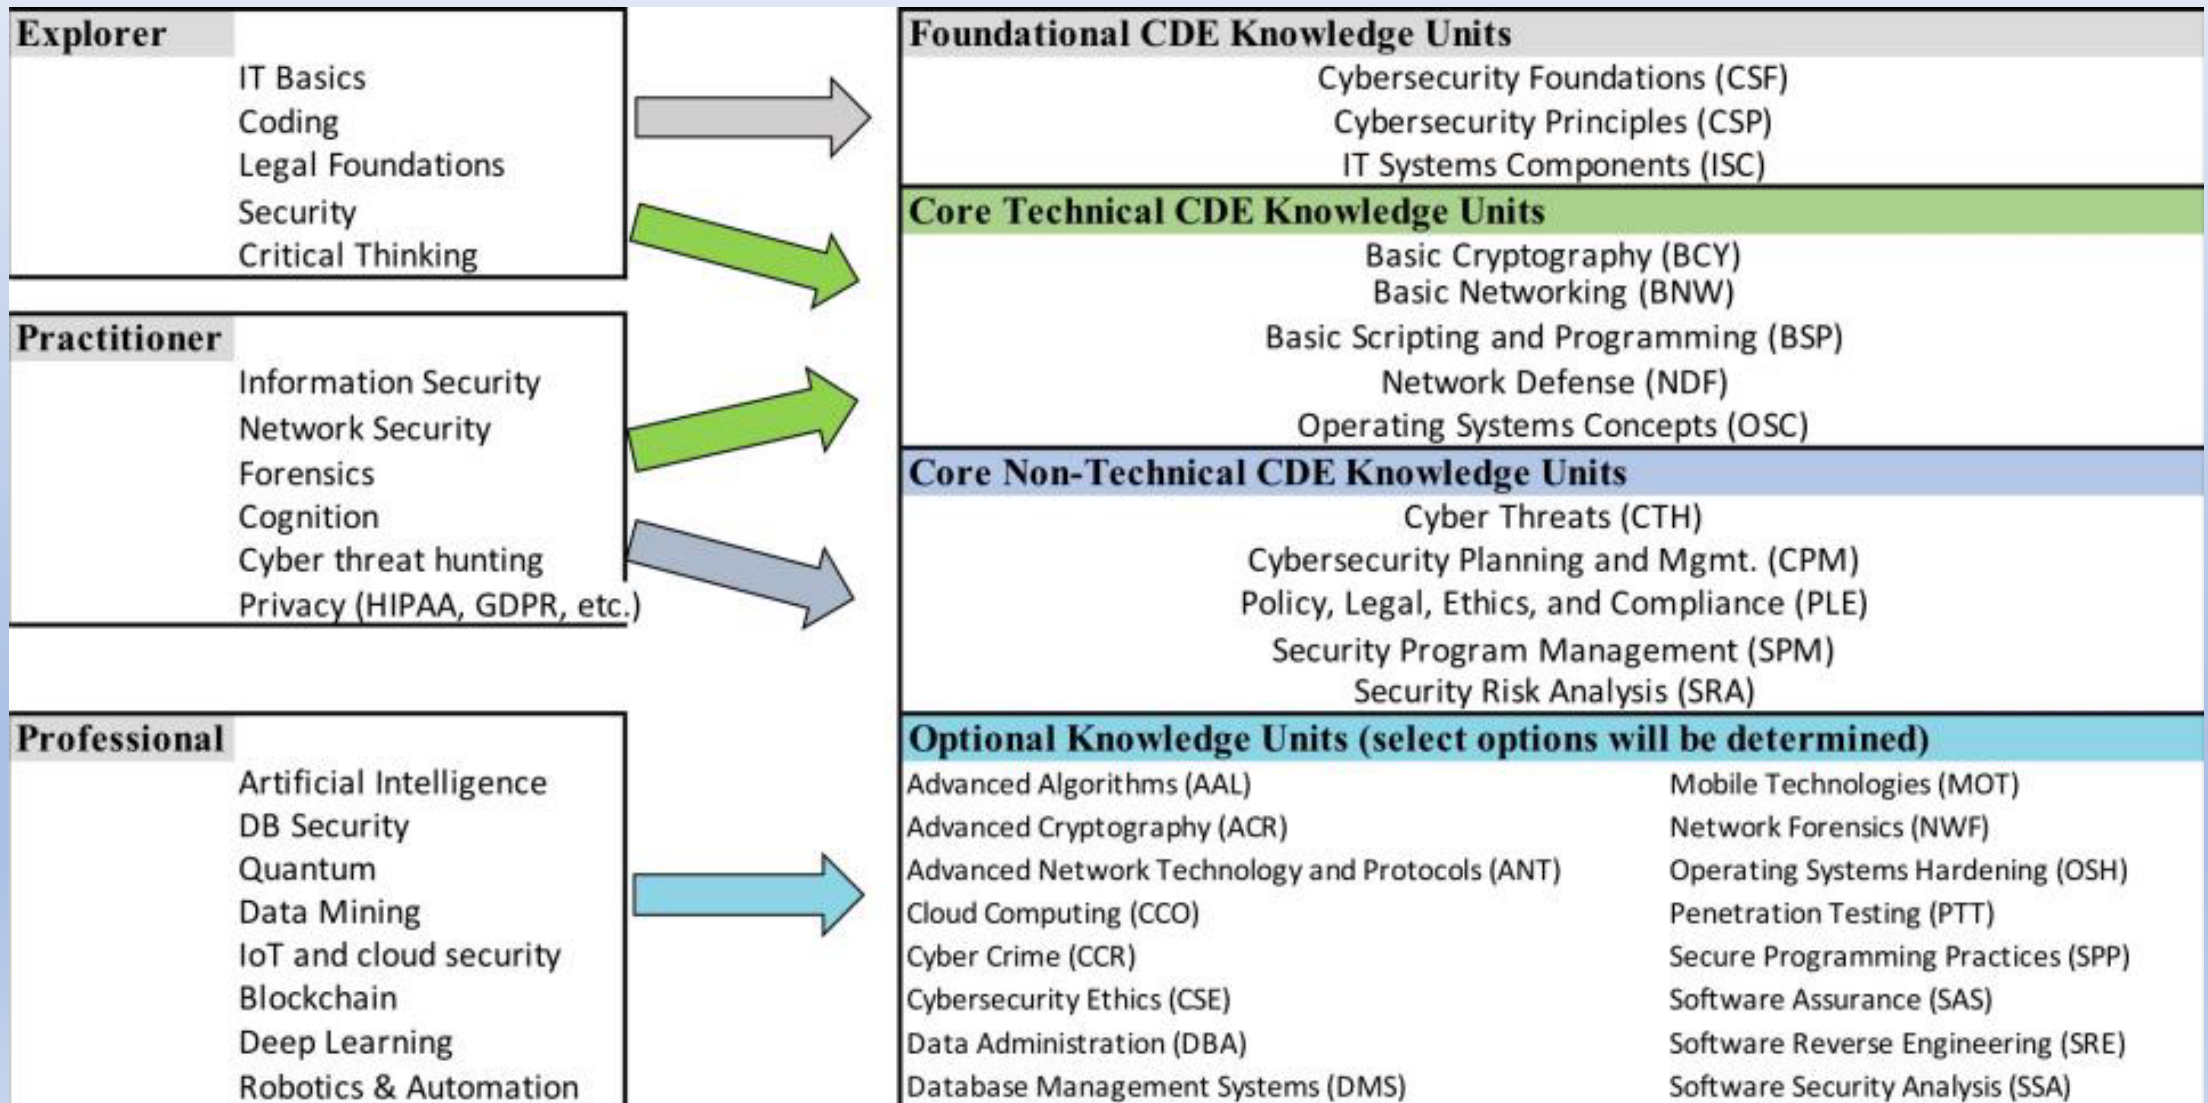 Explorer
IT Basics
Coding
Legal Foundations
Security
Critical Thinking
Practitioner
Information Security
Network Security
Forensics
Cognition
Cyber threat hunting
Privacy (HIPAA, GDPR, etc.)
Professional
Artificial Intelligence
DB Security
Quantum
Data Mining
IoT and cloud security
Blockchain
Deep Learning
Robotics & Automation
Foundational CDE Knowledge Units
Cybersecurity Foundations (CSF)
Cybersecurity Principles (CSP)
IT Systems Components (ISC)
Core Technical CDE Knowledge Units
Basic Cryptography (BCY)
Basic Networking (BNW)
Basic Scripting and Programming (BSP)
Network Defense (NDF)
Operating Systems Concepts (OSC)
Core Non-Technical CDE Knowledge Units
Cyber Threats (CTH)
Cybersecurity Planning and Mgmt. (CPM)
Policy, Legal, Ethics, and Compliance (PLE)
Security Program Management (SPM)
Security Risk Analysis (SRA)
Optional Knowledge Units (select options will be determined)
Advanced Algorithms (AAL)
Advanced Cryptography (ACR)
Advanced Network Technology and Protocols (ANT)
Cloud Computing (CCO)
Cyber Crime (CCR)
Cybersecurity Ethics (CSE)
Data Administration (DBA)
Database Management Systems (DMS)
Mobile Technologies (MOT)
Network Forensics (NWF)
Operating Systems Hardening (OSH)
Penetration Testing (PTT)
Secure Programming Practices (SPP)
Software Assurance (SAS)
Software Reverse Engineering (SRE)
Software Security Analysis (SSA)